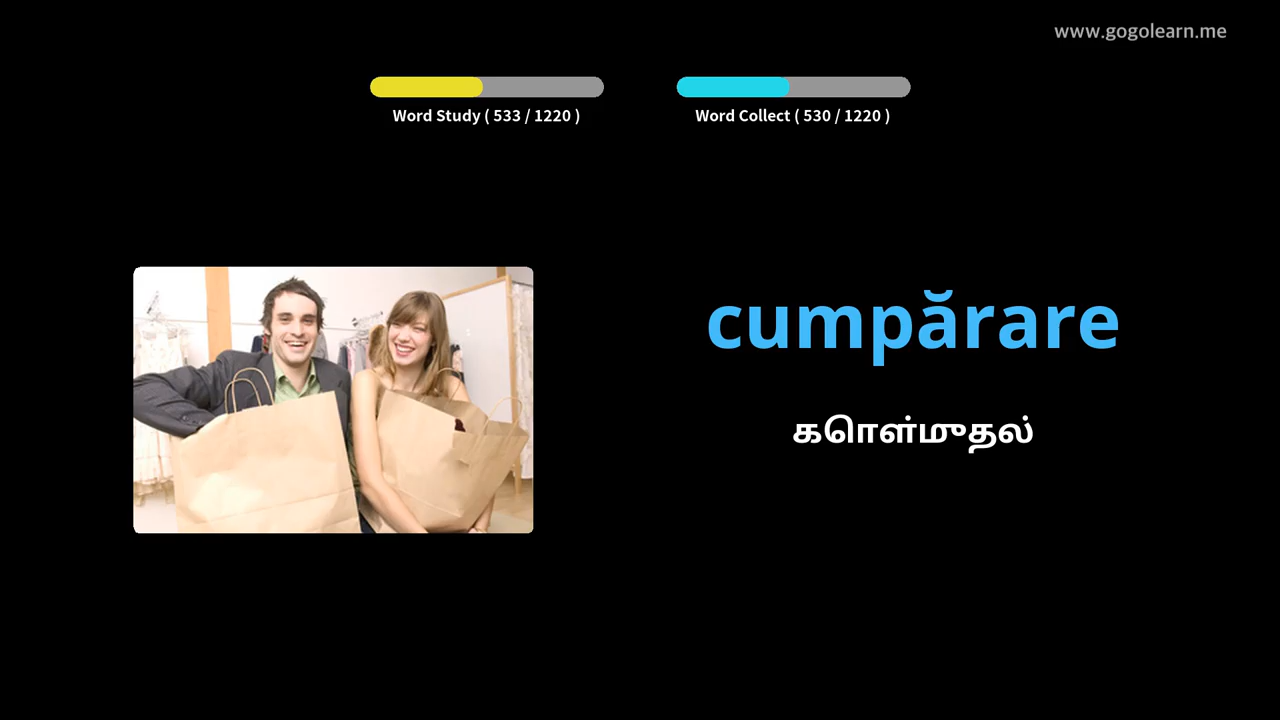 www.gogolearn.me
Word Study ( 533 / 1220 )
Word Collect ( 530 / 1220 )
cumpărare
கொள்முதல்